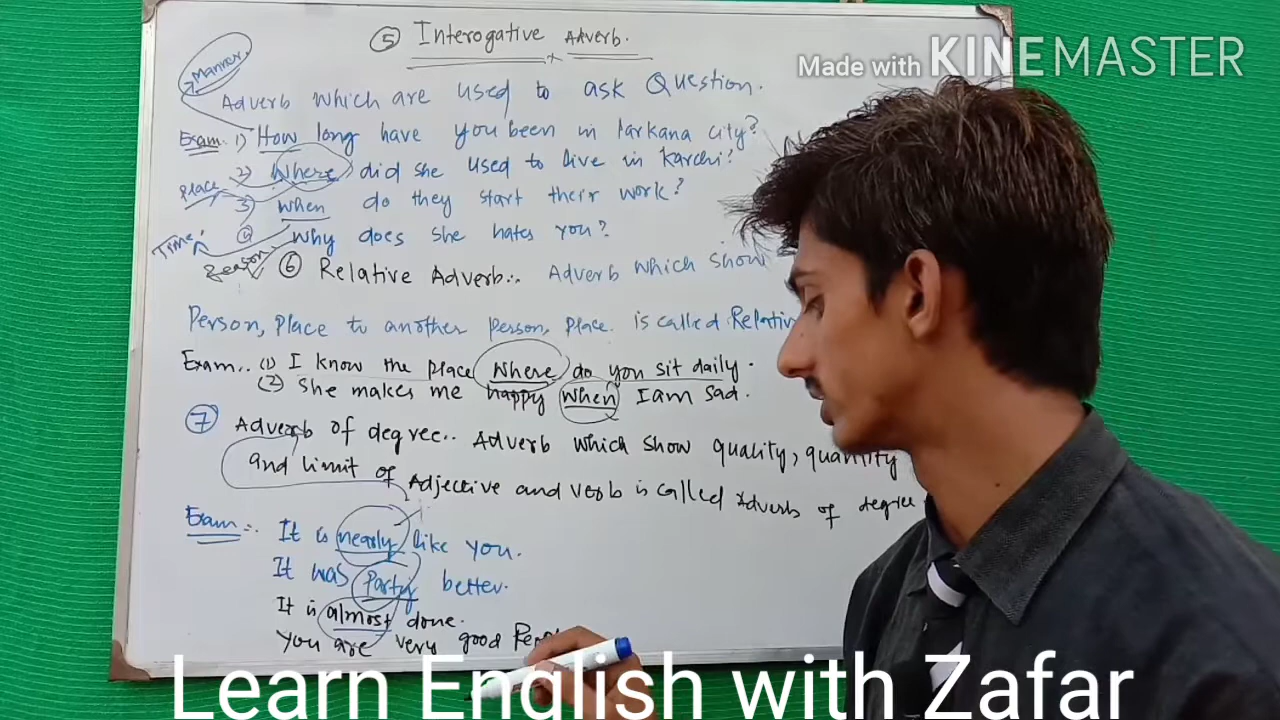 Made with KINEMASTER
⑤ Interogative Adverb.
Manner
Adverb which are used to ask Question.
Exam.. 1) How long have you been in larkana city?
Place 2) Where did she used to live in Karchi?
3) when do they start their work?
Time. ④ Why does she hates you?
Reason
⑥ Relative Adverb:. Adverb which show
Person, Place to another person, place. is called Relativ
Exam.. (1) I know the place where do you sit daily.
(2) She makes me happy when I am sad.
⑦ Adverb of degree.. Adverb which show quality, quantity
and limit of Adjective and verb is called Adverb of degree
Exam:. It is nearly like you.
It was Party better.
It is almost done.
You are very good
Learn English with Zafar